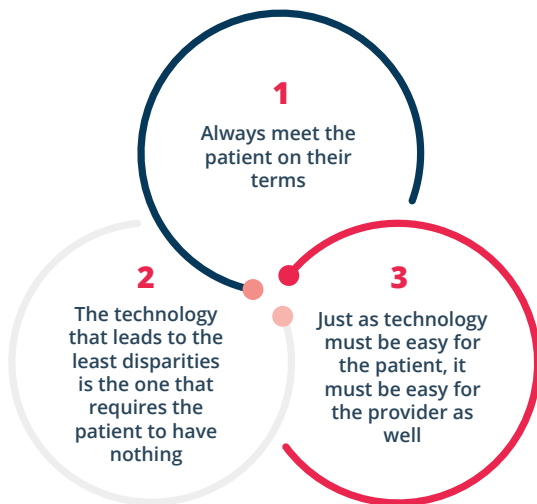 1
Always meet the
patient on their
terms
2
The technology
that leads to the
least disparities
is the one that
requires the
patient to have
nothing
3
Just as technology
must be easy for
the patient, it
must be easy for
the provider as
well